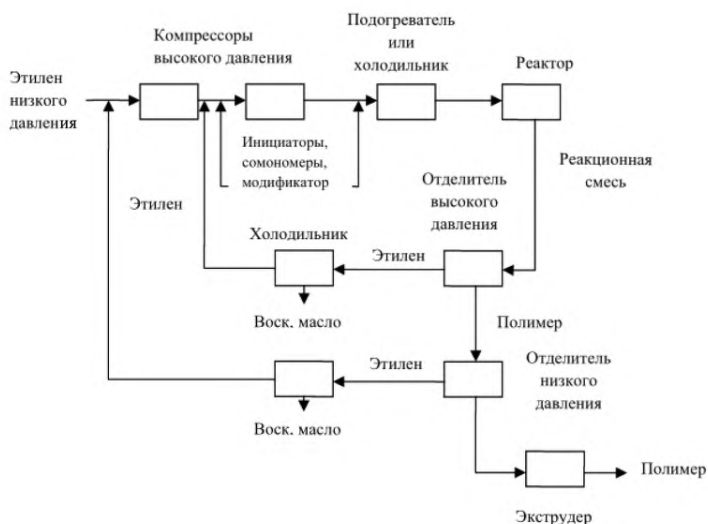 Компрессоры
высокого давления
Подогреватель
или
холодильник
Реактор
Этилен
низкого
давления
Инициаторы,
сомономеры,
модификатор
Реакционная
смесь
Этилен
Отделитель
высокого
давления
Холодильник
Этилен
Воск. масло
Полимер
Этилен
Отделитель
низкого
давления
Воск. масло
Полимер
Экструдер